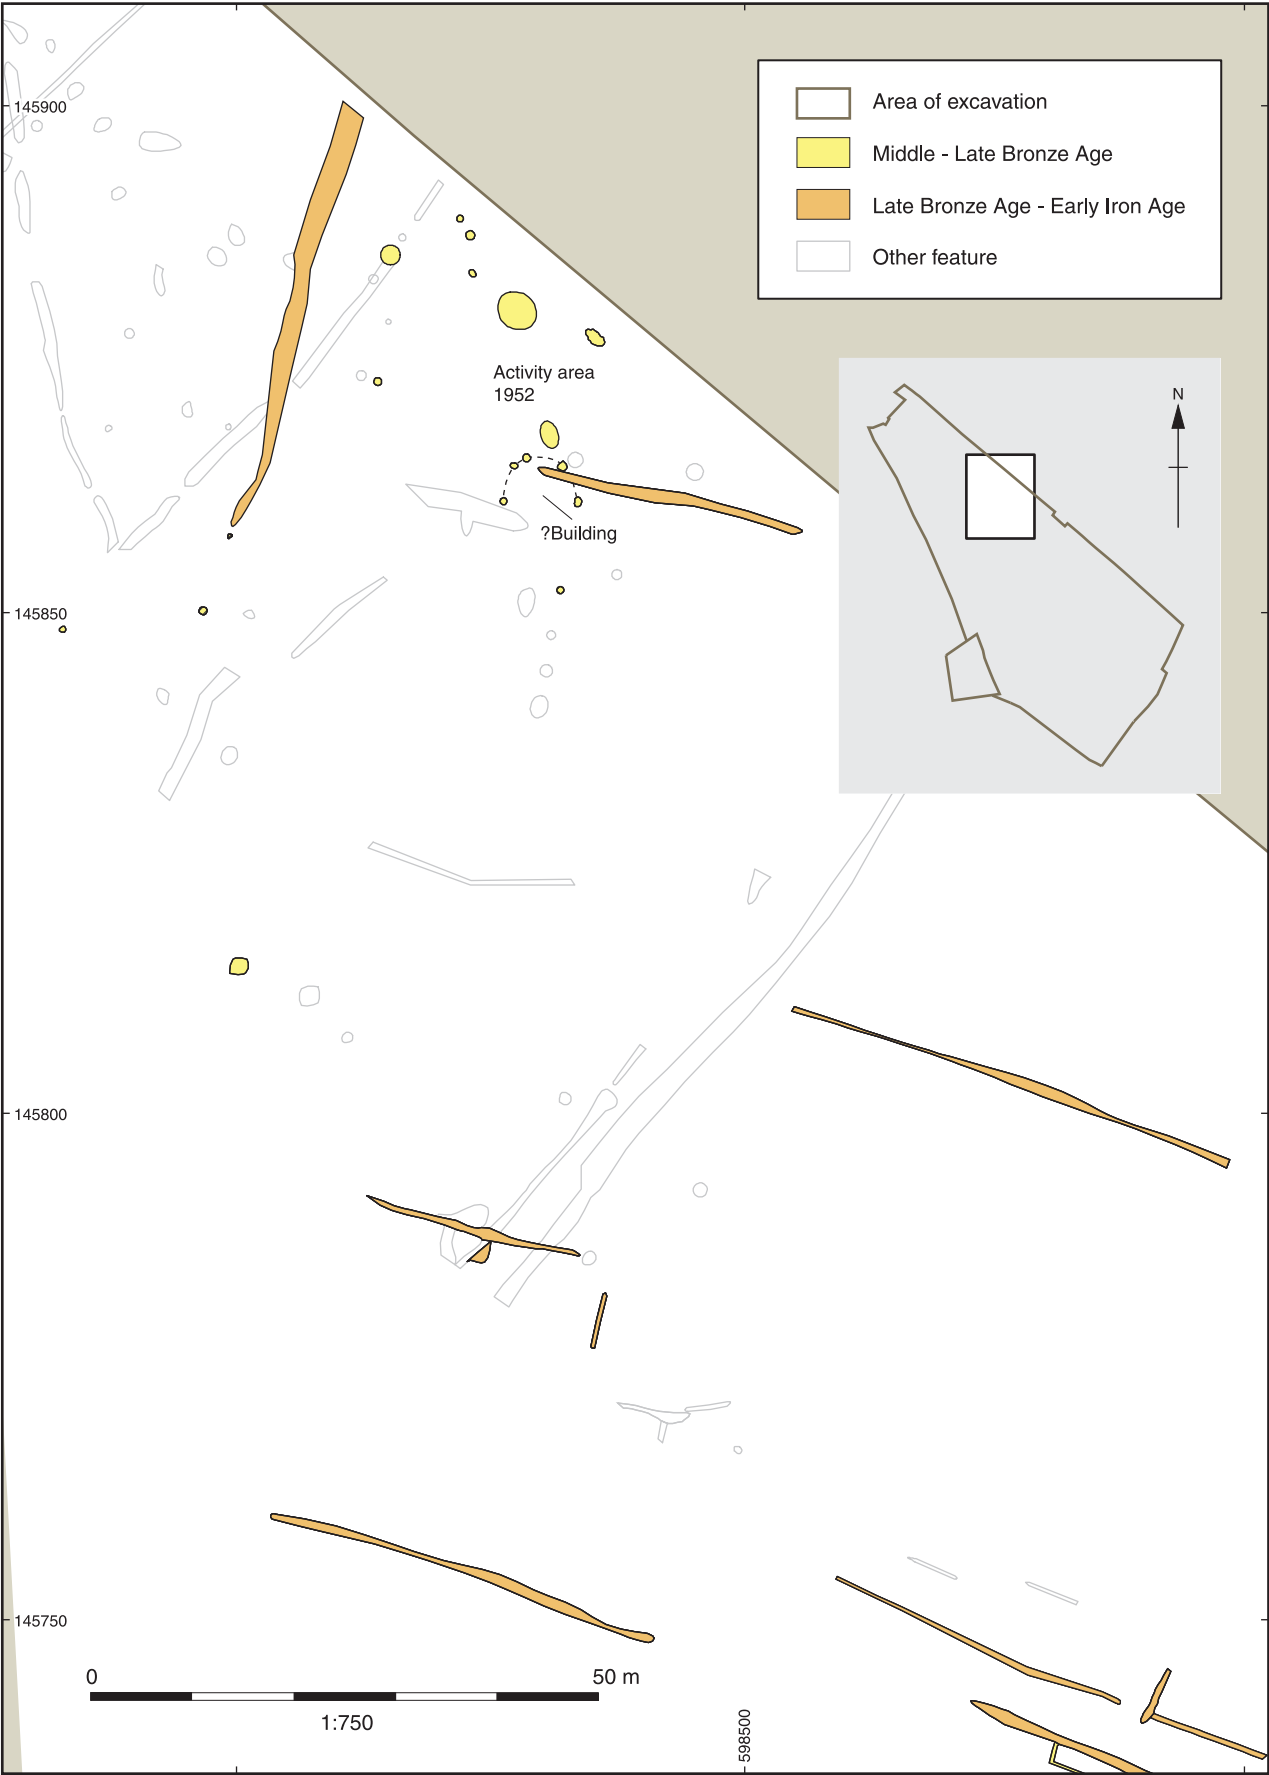 145900
Area of excavation
Middle - Late Bronze Age
Late Bronze Age - Early Iron Age
Other feature
N
Activity area
1952
?Building
145850
145800
145750
0
50 m
1:750
598500